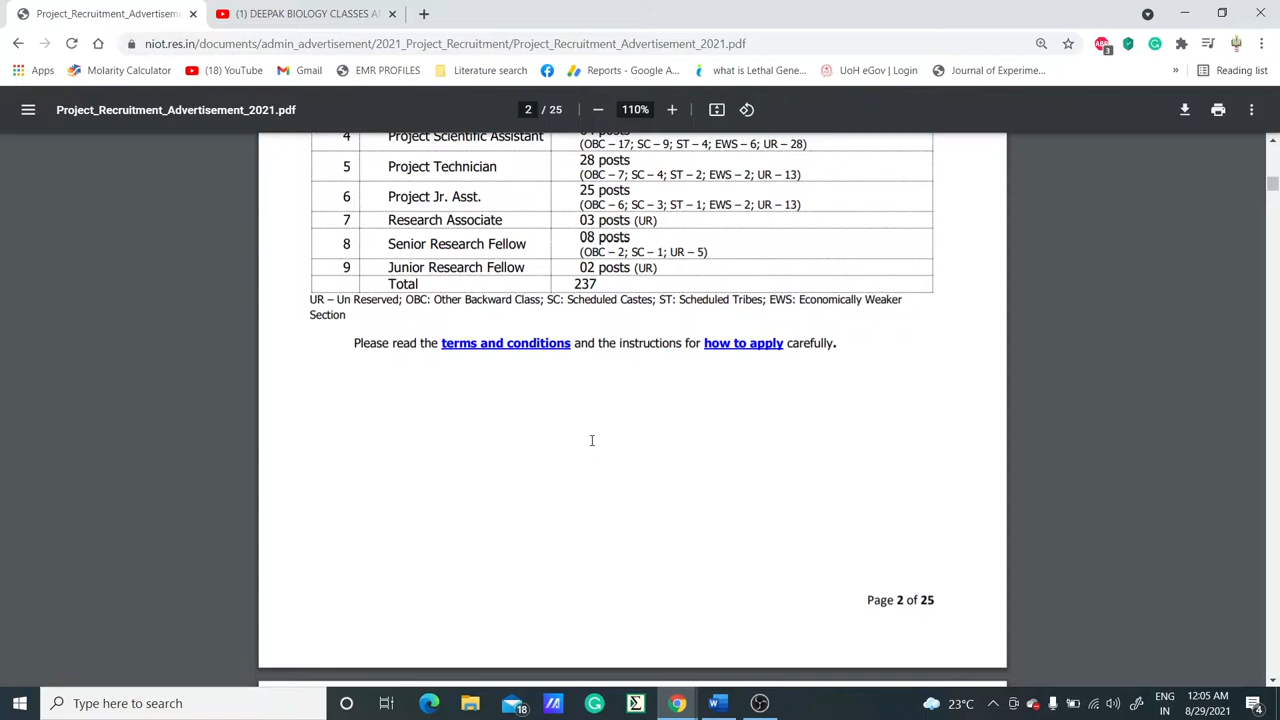 Project_Recruitment_Advertisem
(1) DEEPAK BIOLOGY CLASSES A
niot.res.in/documents/admin_advertisement/2021_Project_Recruitment/Project_Recruitment_Advertisement_2021.pdf
3
Apps Molarity Calculator (18) YouTube Gmail EMR PROFILES Literature search Reports - Google A... what is Lethal Gene... UoH eGov | Login Journal of Experime... » Reading list
Project_Recruitment_Advertisement_2021.pdf 2 / 25 110%
4 Project Scientific Assistant
(OBC – 17; SC – 9; ST – 4; EWS – 6; UR – 28)
5 Project Technician 28 posts
(OBC – 7; SC – 4; ST – 2; EWS – 2; UR – 13)
6 Project Jr. Asst. 25 posts
(OBC – 6; SC – 3; ST – 1; EWS – 2; UR – 13)
7 Research Associate 03 posts (UR)
8 Senior Research Fellow 08 posts
(OBC – 2; SC – 1; UR – 5)
9 Junior Research Fellow 02 posts (UR)
Total 237
UR – Un Reserved; OBC: Other Backward Class; SC: Scheduled Castes; ST: Scheduled Tribes; EWS: Economically Weaker
Section
Please read the terms and conditions and the instructions for how to apply carefully.
Page 2 of 25
Type here to search
18
23°C
ENG
IN
12:05 AM
8/29/2021
4